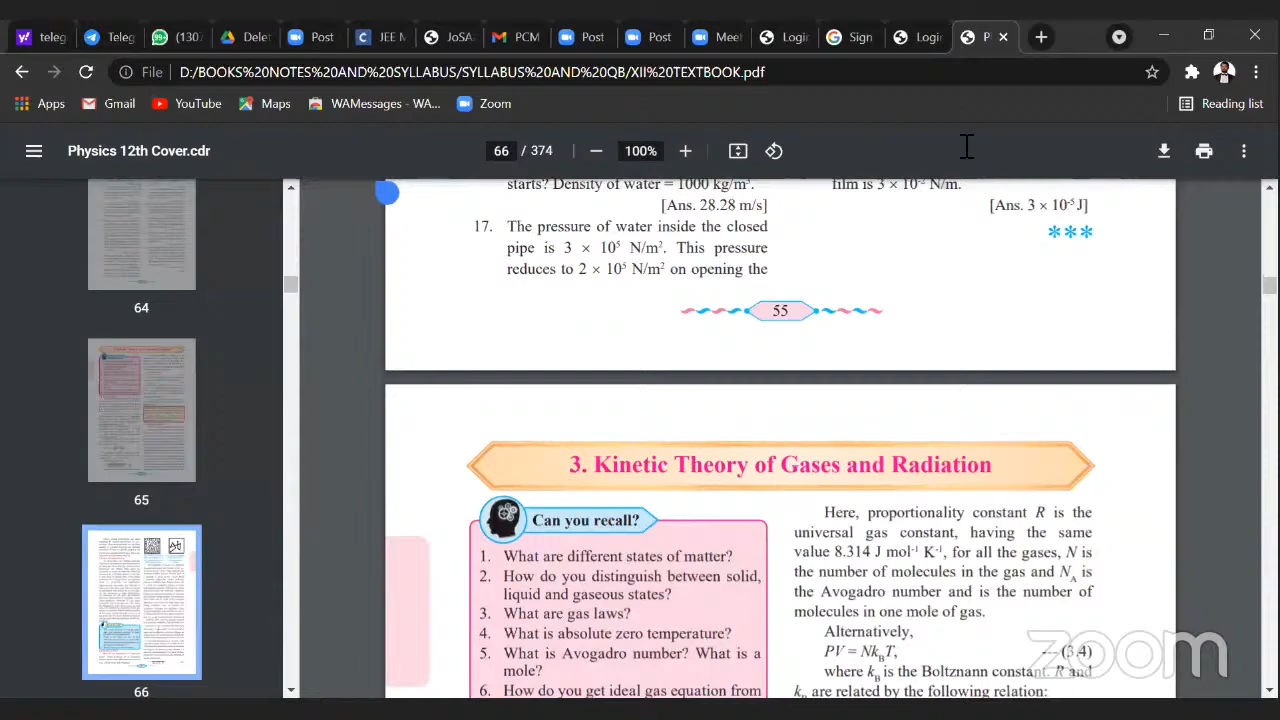 teleg
Teleg
(130
Delet
Post
JEE M
JoSA
PCM
Post
Post
Meet
Logi
Sign
Logi
P
File
D:/BOOKS%20NOTES%20AND%20SYLLABUS/SYLLABUS%20AND%20QB/XII%20TEXTBOOK.pdf
Apps
Gmail
YouTube
Maps
WAMessages - WA...
Zoom
Reading list
Physics 12th Cover.cdr
66 / 374
100%
64
65
66
starts? Density of water = 1000 kg/m³.
[Ans. 28.28 m/s]
17. The pressure of water inside the closed
pipe is 3 × 10⁵ N/m². This pressure
reduces to 2 × 10⁵ N/m² on opening the
[Ans. 3 × 10⁻⁵ J]
***
55
3. Kinetic Theory of Gases and Radiation
Can you recall?
1. What are different states of matter?
2. How do you distinguish between solid,
liquid and gaseous states?
3. What are gas laws?
4. What is absolute zero temperature?
5. What is Avogadro number? What is a
mole?
6. How do you get ideal gas equation from
Here, proportionality constant R is the
universal gas constant, having the same
value 8.314 J mol⁻¹ K⁻¹, for all the gases, N is
the number of molecules in the gas and N_A is
the Avogadro number and is the number of
molecules in one mole of gas.
Alternatively,
PV = Nk_BT, (3.4)
where k_B is the Boltzmann constant. R and
k_B are related by the following relation:
zoom